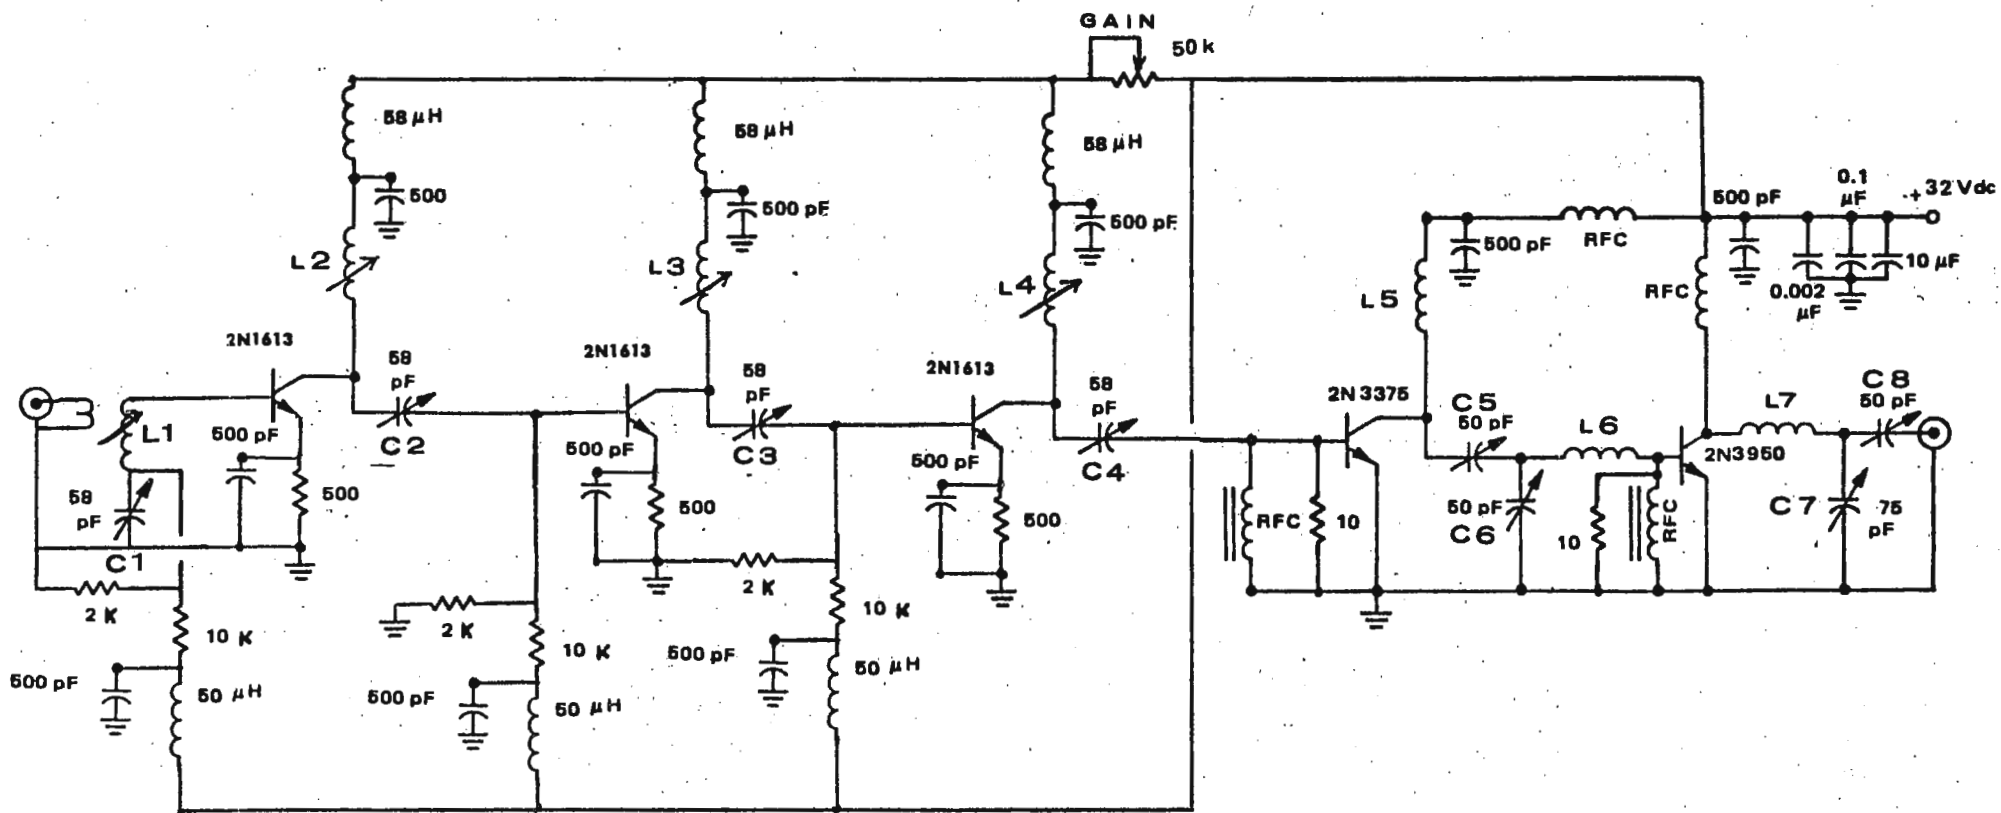 GAIN
50 k
58 µH
58 µH
58 µH
500
500 pF
500 pF
L2
L3
L4
0.1
µF
+ 32 Vdc
500 pF
500 pF
RFC
10 µF
RFC
0.002
µF
L5
2N1613
2N1613
2N1613
58
pF
58
pF
58
pF
C2
C3
C4
L1
500 pF
500 pF
500 pF
58
pF
C1
500
500
500
2N3375
C5
50 pF
L6
L7
C8
50 pF
2N3950
RFC
10
50 pF
C6
10
RFC
C7
75
pF
2 K
10 K
2 K
10 K
2 K
10 K
500 pF
50 µH
500 pF
50 µH
500 pF
50 µH